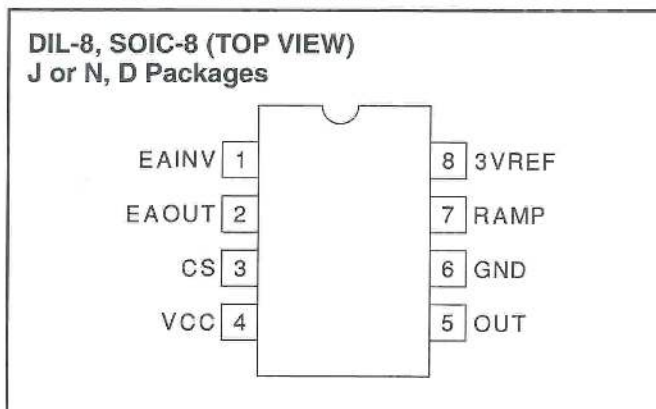 DIL-8, SOIC-8 (TOP VIEW)
J or N, D Packages
EAINV 1 8 3VREF
EAOUT 2 7 RAMP
CS 3 6 GND
VCC 4 5 OUT